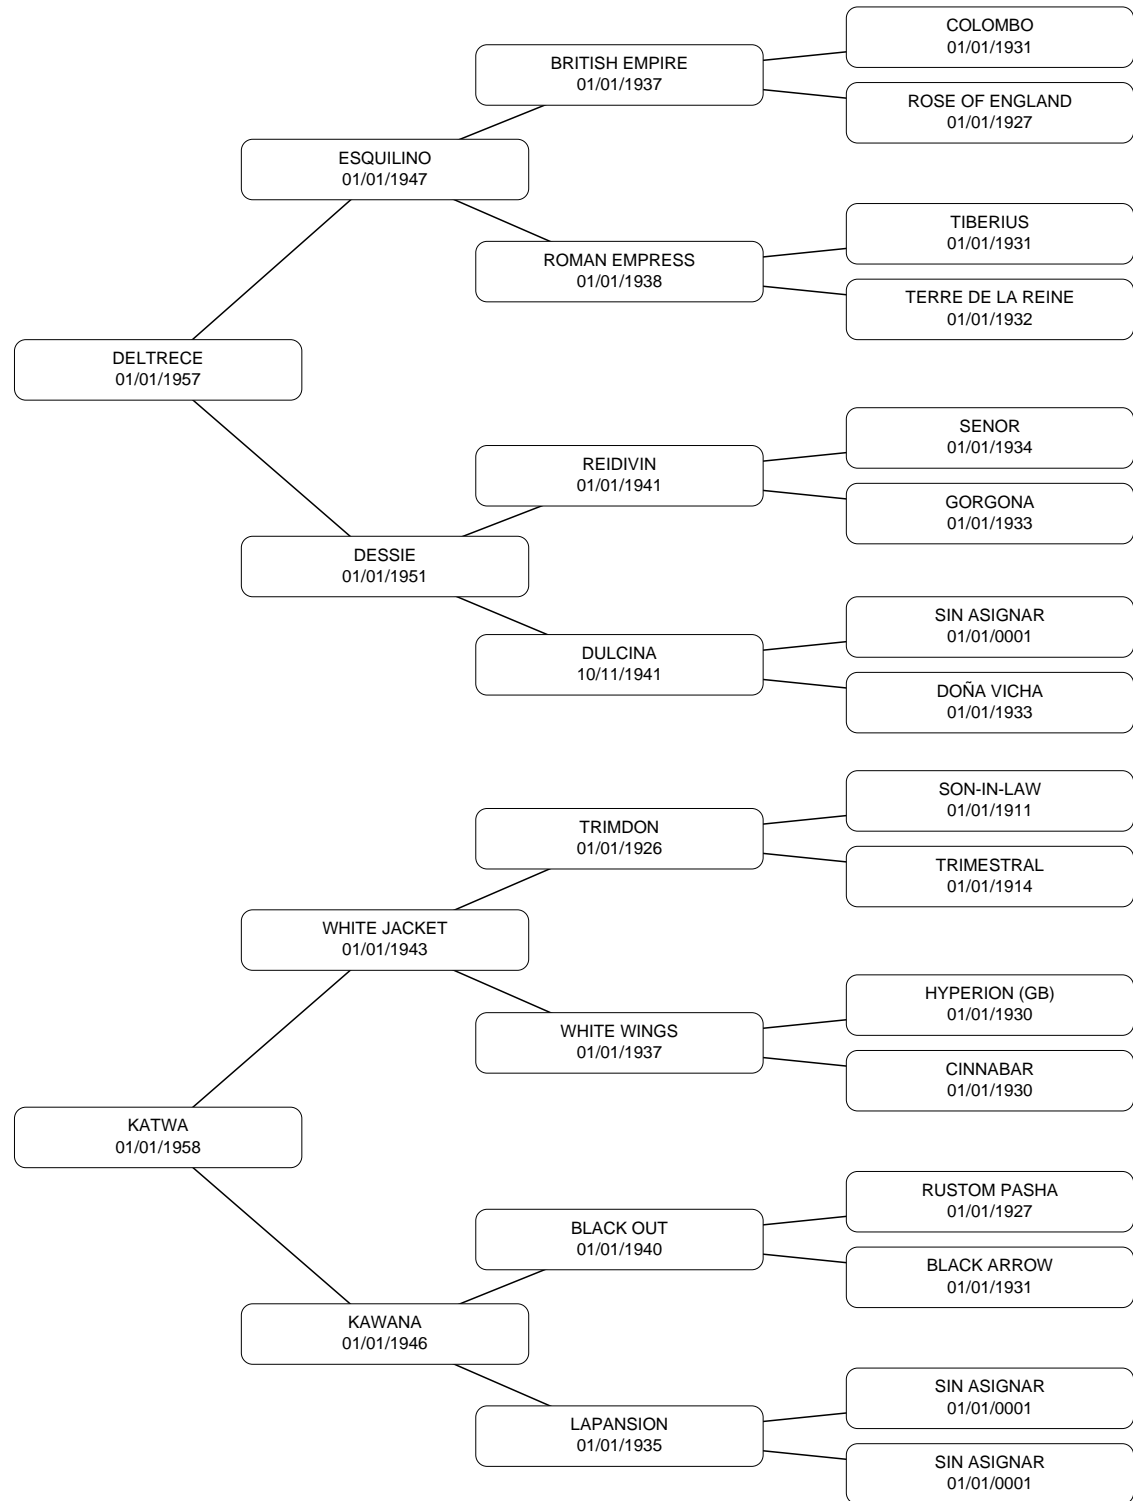 COLOMBO
01/01/1931
BRITISH EMPIRE
01/01/1937
ROSE OF ENGLAND
01/01/1927
ESQUILINO
01/01/1947
TIBERIUS
01/01/1931
ROMAN EMPRESS
01/01/1938
TERRE DE LA REINE
01/01/1932
DELTRECE
01/01/1957
SENOR
01/01/1934
REIDIVIN
01/01/1941
GORGONA
01/01/1933
DESSIE
01/01/1951
SIN ASIGNAR
01/01/0001
DULCINA
10/11/1941
DOÑA VICHA
01/01/1933
SON-IN-LAW
01/01/1911
TRIMDON
01/01/1926
TRIMESTRAL
01/01/1914
WHITE JACKET
01/01/1943
HYPERION (GB)
01/01/1930
WHITE WINGS
01/01/1937
CINNABAR
01/01/1930
KATWA
01/01/1958
RUSTOM PASHA
01/01/1927
BLACK OUT
01/01/1940
BLACK ARROW
01/01/1931
KAWANA
01/01/1946
SIN ASIGNAR
01/01/0001
LAPANSION
01/01/1935
SIN ASIGNAR
01/01/0001